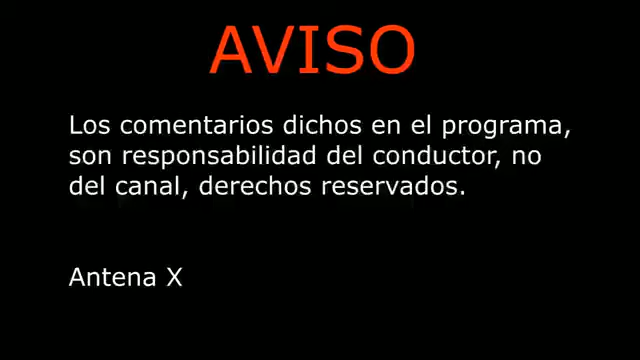 AVISO
Los comentarios dichos en el programa,
son responsabilidad del conductor, no
del canal, derechos reservados.
Antena X